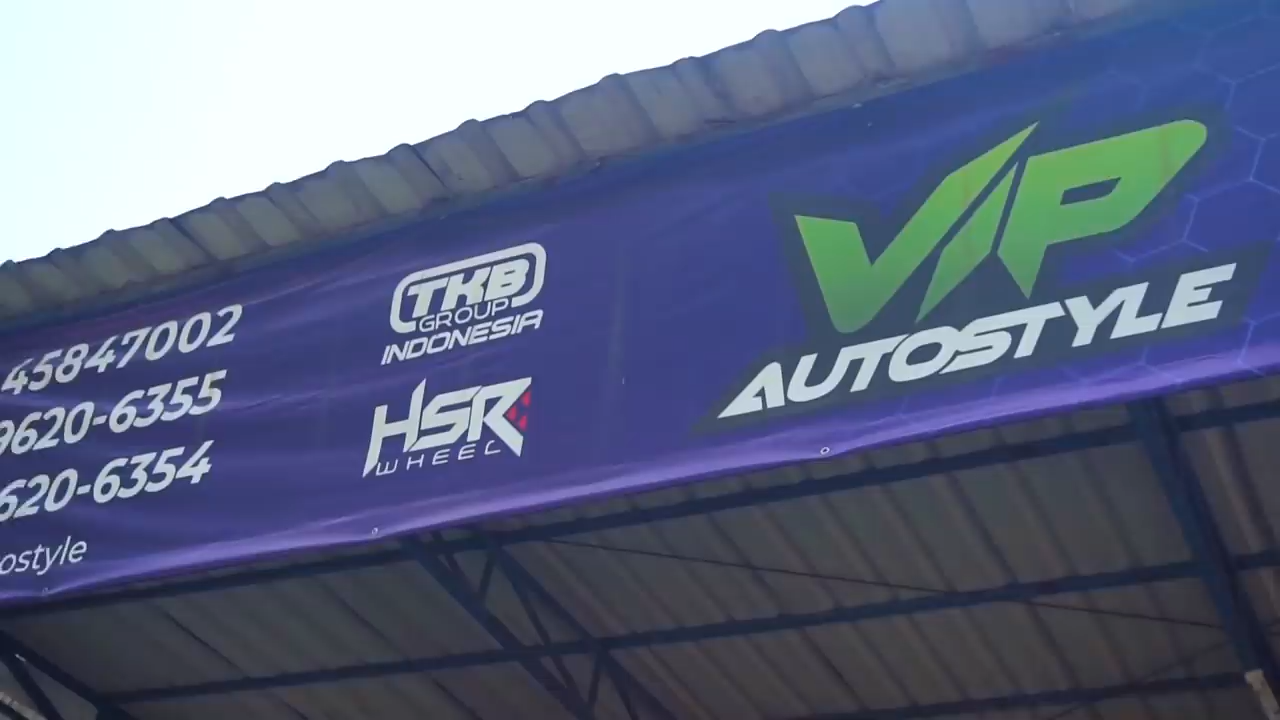 45847002
9620-6355
620-6354
ostyle
TKB
GROUP
INDONESIA
HSR
WHEEL
VIP
AUTOSTYLE